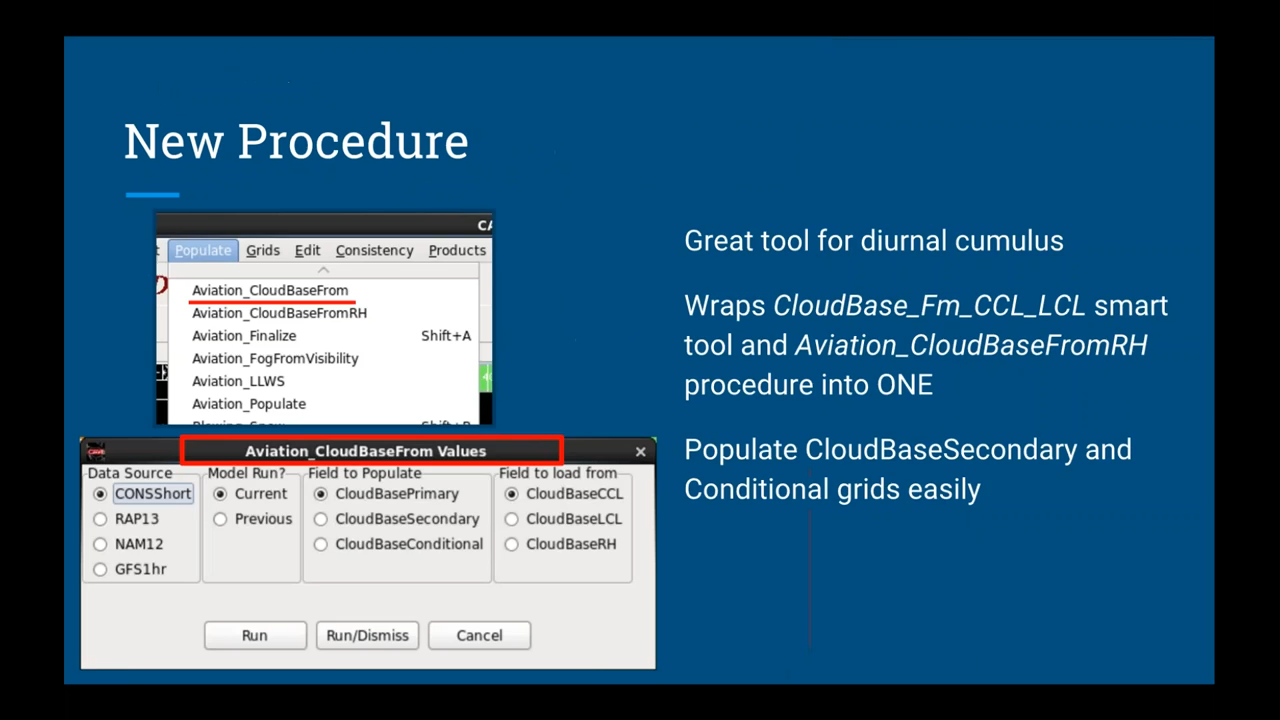 New Procedure
CA
t Populate Grids Edit Consistency Products
Aviation_CloudBaseFrom
Aviation_CloudBaseFromRH
Aviation_Finalize Shift+A
Aviation_FogFromVisibility
Aviation_LLWS
Aviation_Populate
Aviation_CloudBaseFrom Values
Data Source Model Run? Field to Populate Field to load from
CONSShort Current CloudBasePrimary CloudBaseCCL
RAP13 Previous CloudBaseSecondary CloudBaseLCL
NAM12 CloudBaseConditional CloudBaseRH
GFS1hr
Run Run/Dismiss Cancel
Great tool for diurnal cumulus
Wraps CloudBase_Fm_CCL_LCL smart
tool and Aviation_CloudBaseFromRH
procedure into ONE
Populate CloudBaseSecondary and
Conditional grids easily